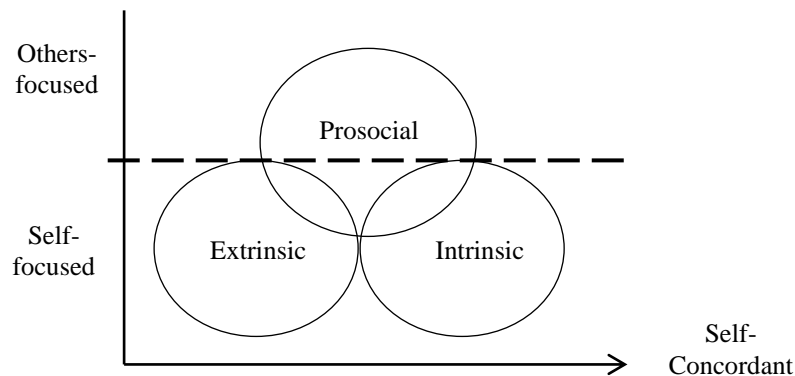 Others-
focused
Prosocial
Self-
focused
Extrinsic
Intrinsic
Self-
Concordant